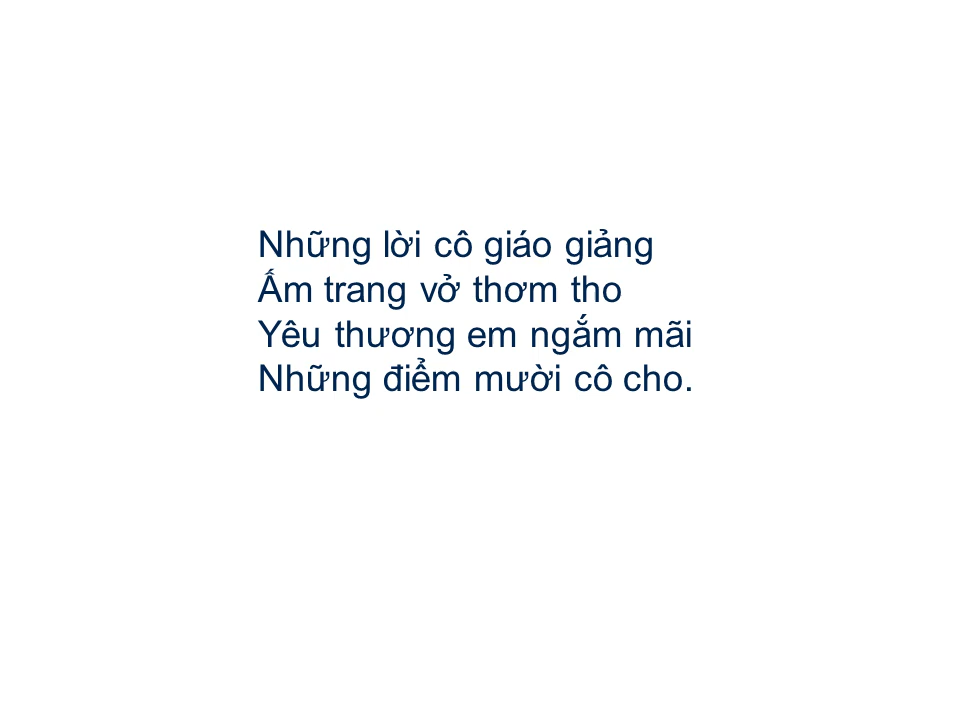 Những lời cô giáo giảng
Ấm trang vở thơm tho
Yêu thương em ngắm mãi
Những điểm mười cô cho.